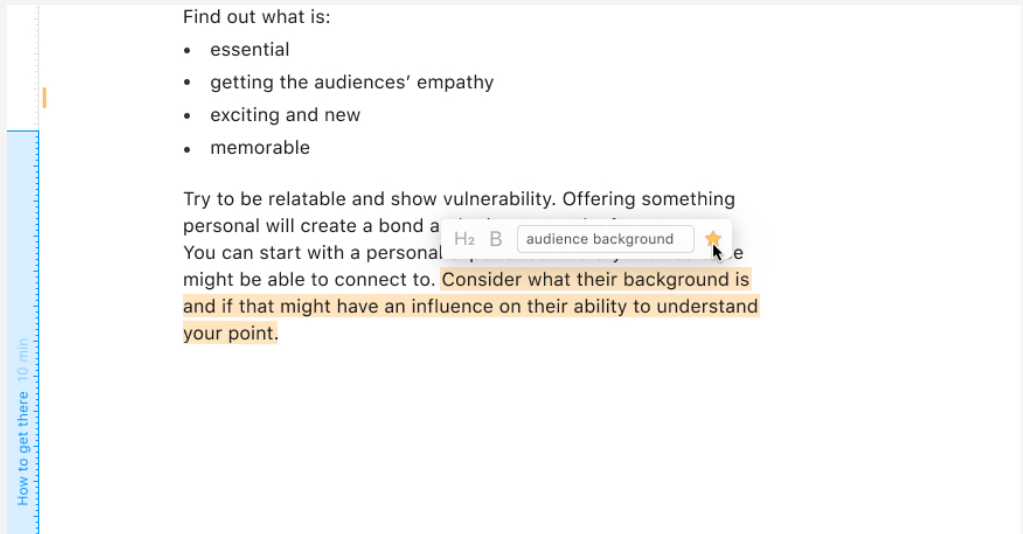 Find out what is:
• essential
• getting the audiences’ empathy
• exciting and new
• memorable
Try to be relatable and show vulnerability. Offering something
personal will create a bond a
H2 B audience background
You can start with a personal
might be able to connect to. Consider what their background is
and if that might have an influence on their ability to understand
your point.
How to get there 10 min